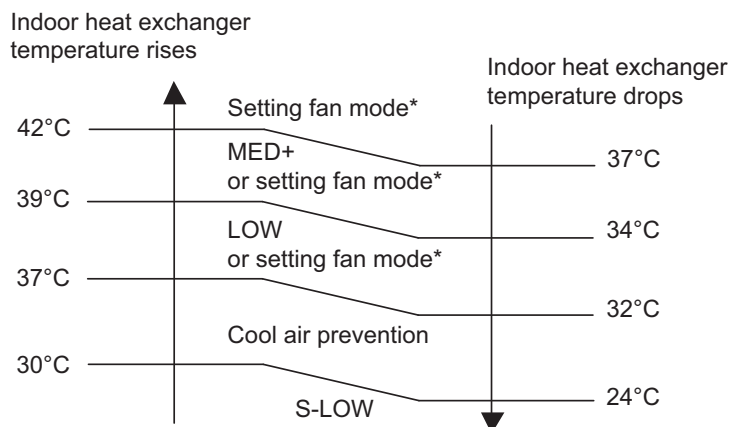 Indoor heat exchanger
temperature rises
Indoor heat exchanger
temperature drops
Setting fan mode*
42°C
37°C
MED+
or setting fan mode*
39°C
34°C
LOW
or setting fan mode*
37°C
32°C
Cool air prevention
30°C
24°C
S-LOW